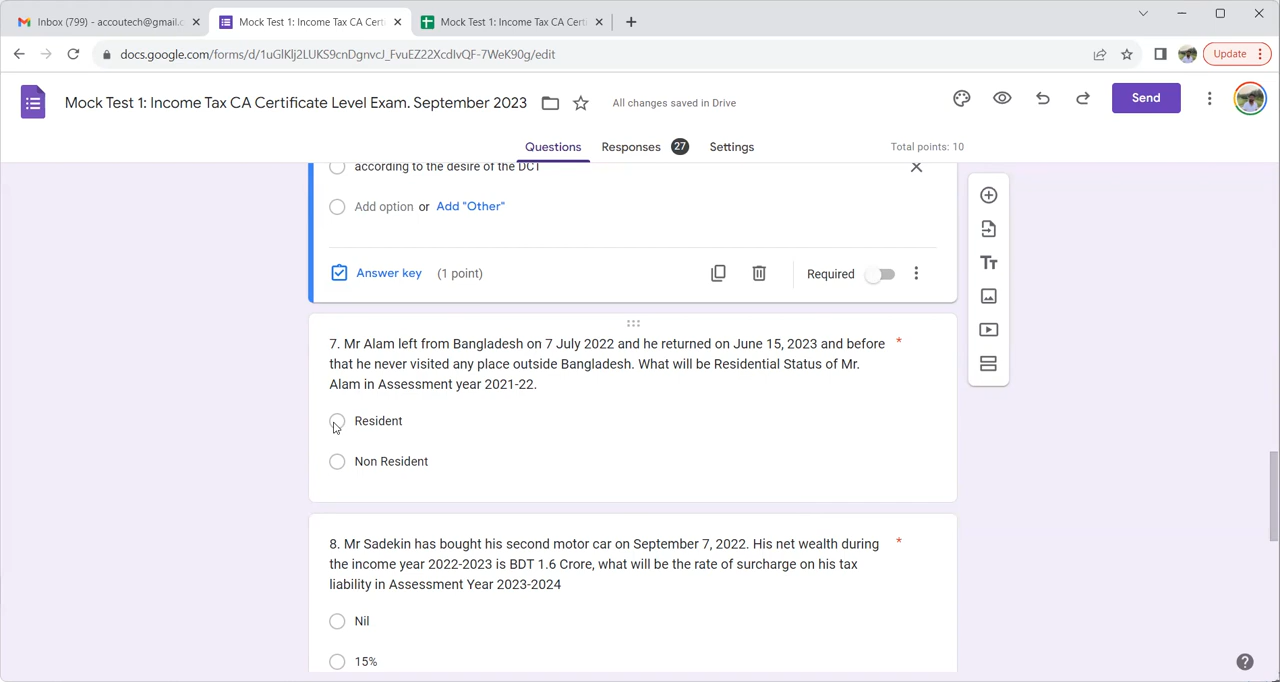 Inbox (799) - accoutech@gmail.c
Mock Test 1: Income Tax CA Certi
Mock Test 1: Income Tax CA Certi
docs.google.com/forms/d/1uGlKlj2LUKS9cnDgnvcJ_FvuEZ22XcdIvQF-7WeK90g/edit
Update
Mock Test 1: Income Tax CA Certificate Level Exam. September 2023
All changes saved in Drive
Send
Questions
Responses 27
Settings
Total points: 10
according to the desire of the DCT
Add option or Add "Other"
Answer key (1 point)
Required
7. Mr Alam left from Bangladesh on 7 July 2022 and he returned on June 15, 2023 and before *
that he never visited any place outside Bangladesh. What will be Residential Status of Mr.
Alam in Assessment year 2021-22.
Resident
Non Resident
8. Mr Sadekin has bought his second motor car on September 7, 2022. His net wealth during *
the income year 2022-2023 is BDT 1.6 Crore, what will be the rate of surcharge on his tax
liability in Assessment Year 2023-2024
Nil
15%